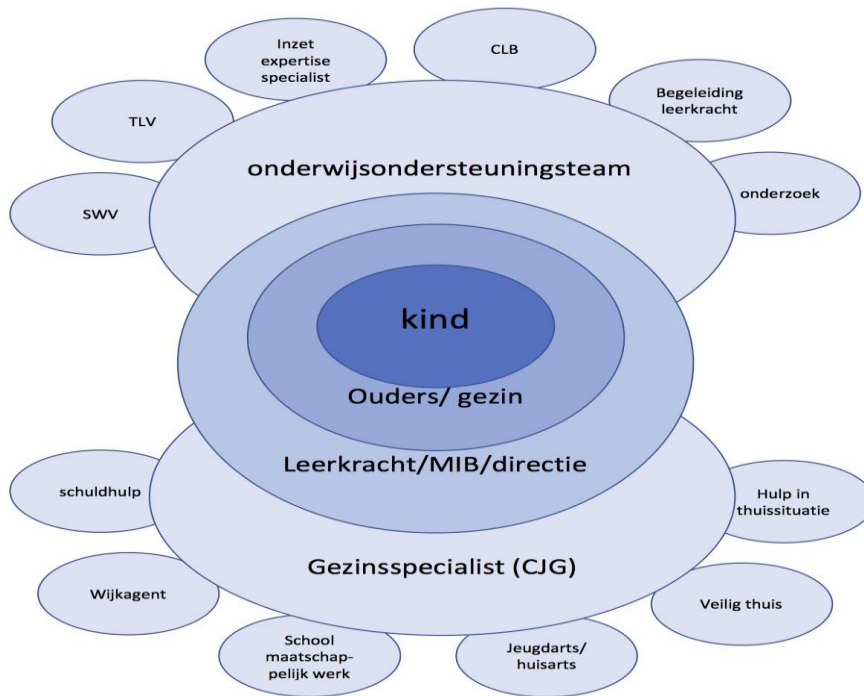 Inzet
expertise
specialist
CLB
Begeleiding
leerkracht
TLV
onderwijsondersteuningsteam
onderzoek
SWV
kind
Ouders/ gezin
Leerkracht/MIB/directie
schuldhulp
Hulp in
thuissituatie
Gezinsspecialist (CJG)
Wijkagent
Veilig thuis
School
maatschap-
pelijk werk
Jeugdarts/
huisarts